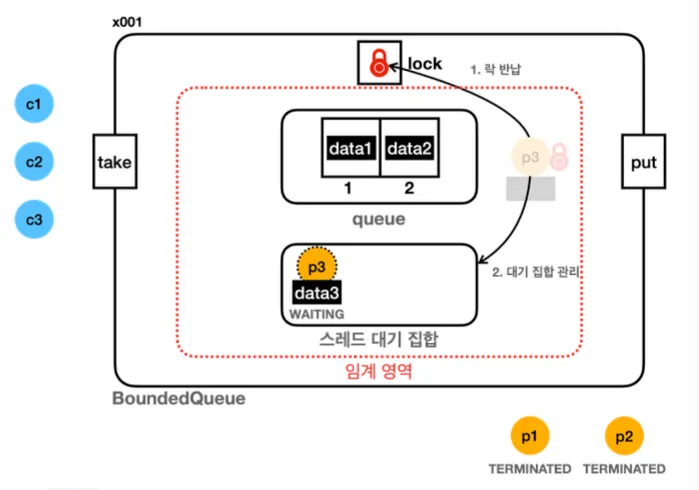 x001
lock
1. 락 반납
c1
c2
c3
take
data1
data2
1
2
queue
p3
put
p3
data3
WAITING
2. 대기 집합 관리
스레드 대기 집합
임계 영역
BoundedQueue
p1
p2
TERMINATED
TERMINATED